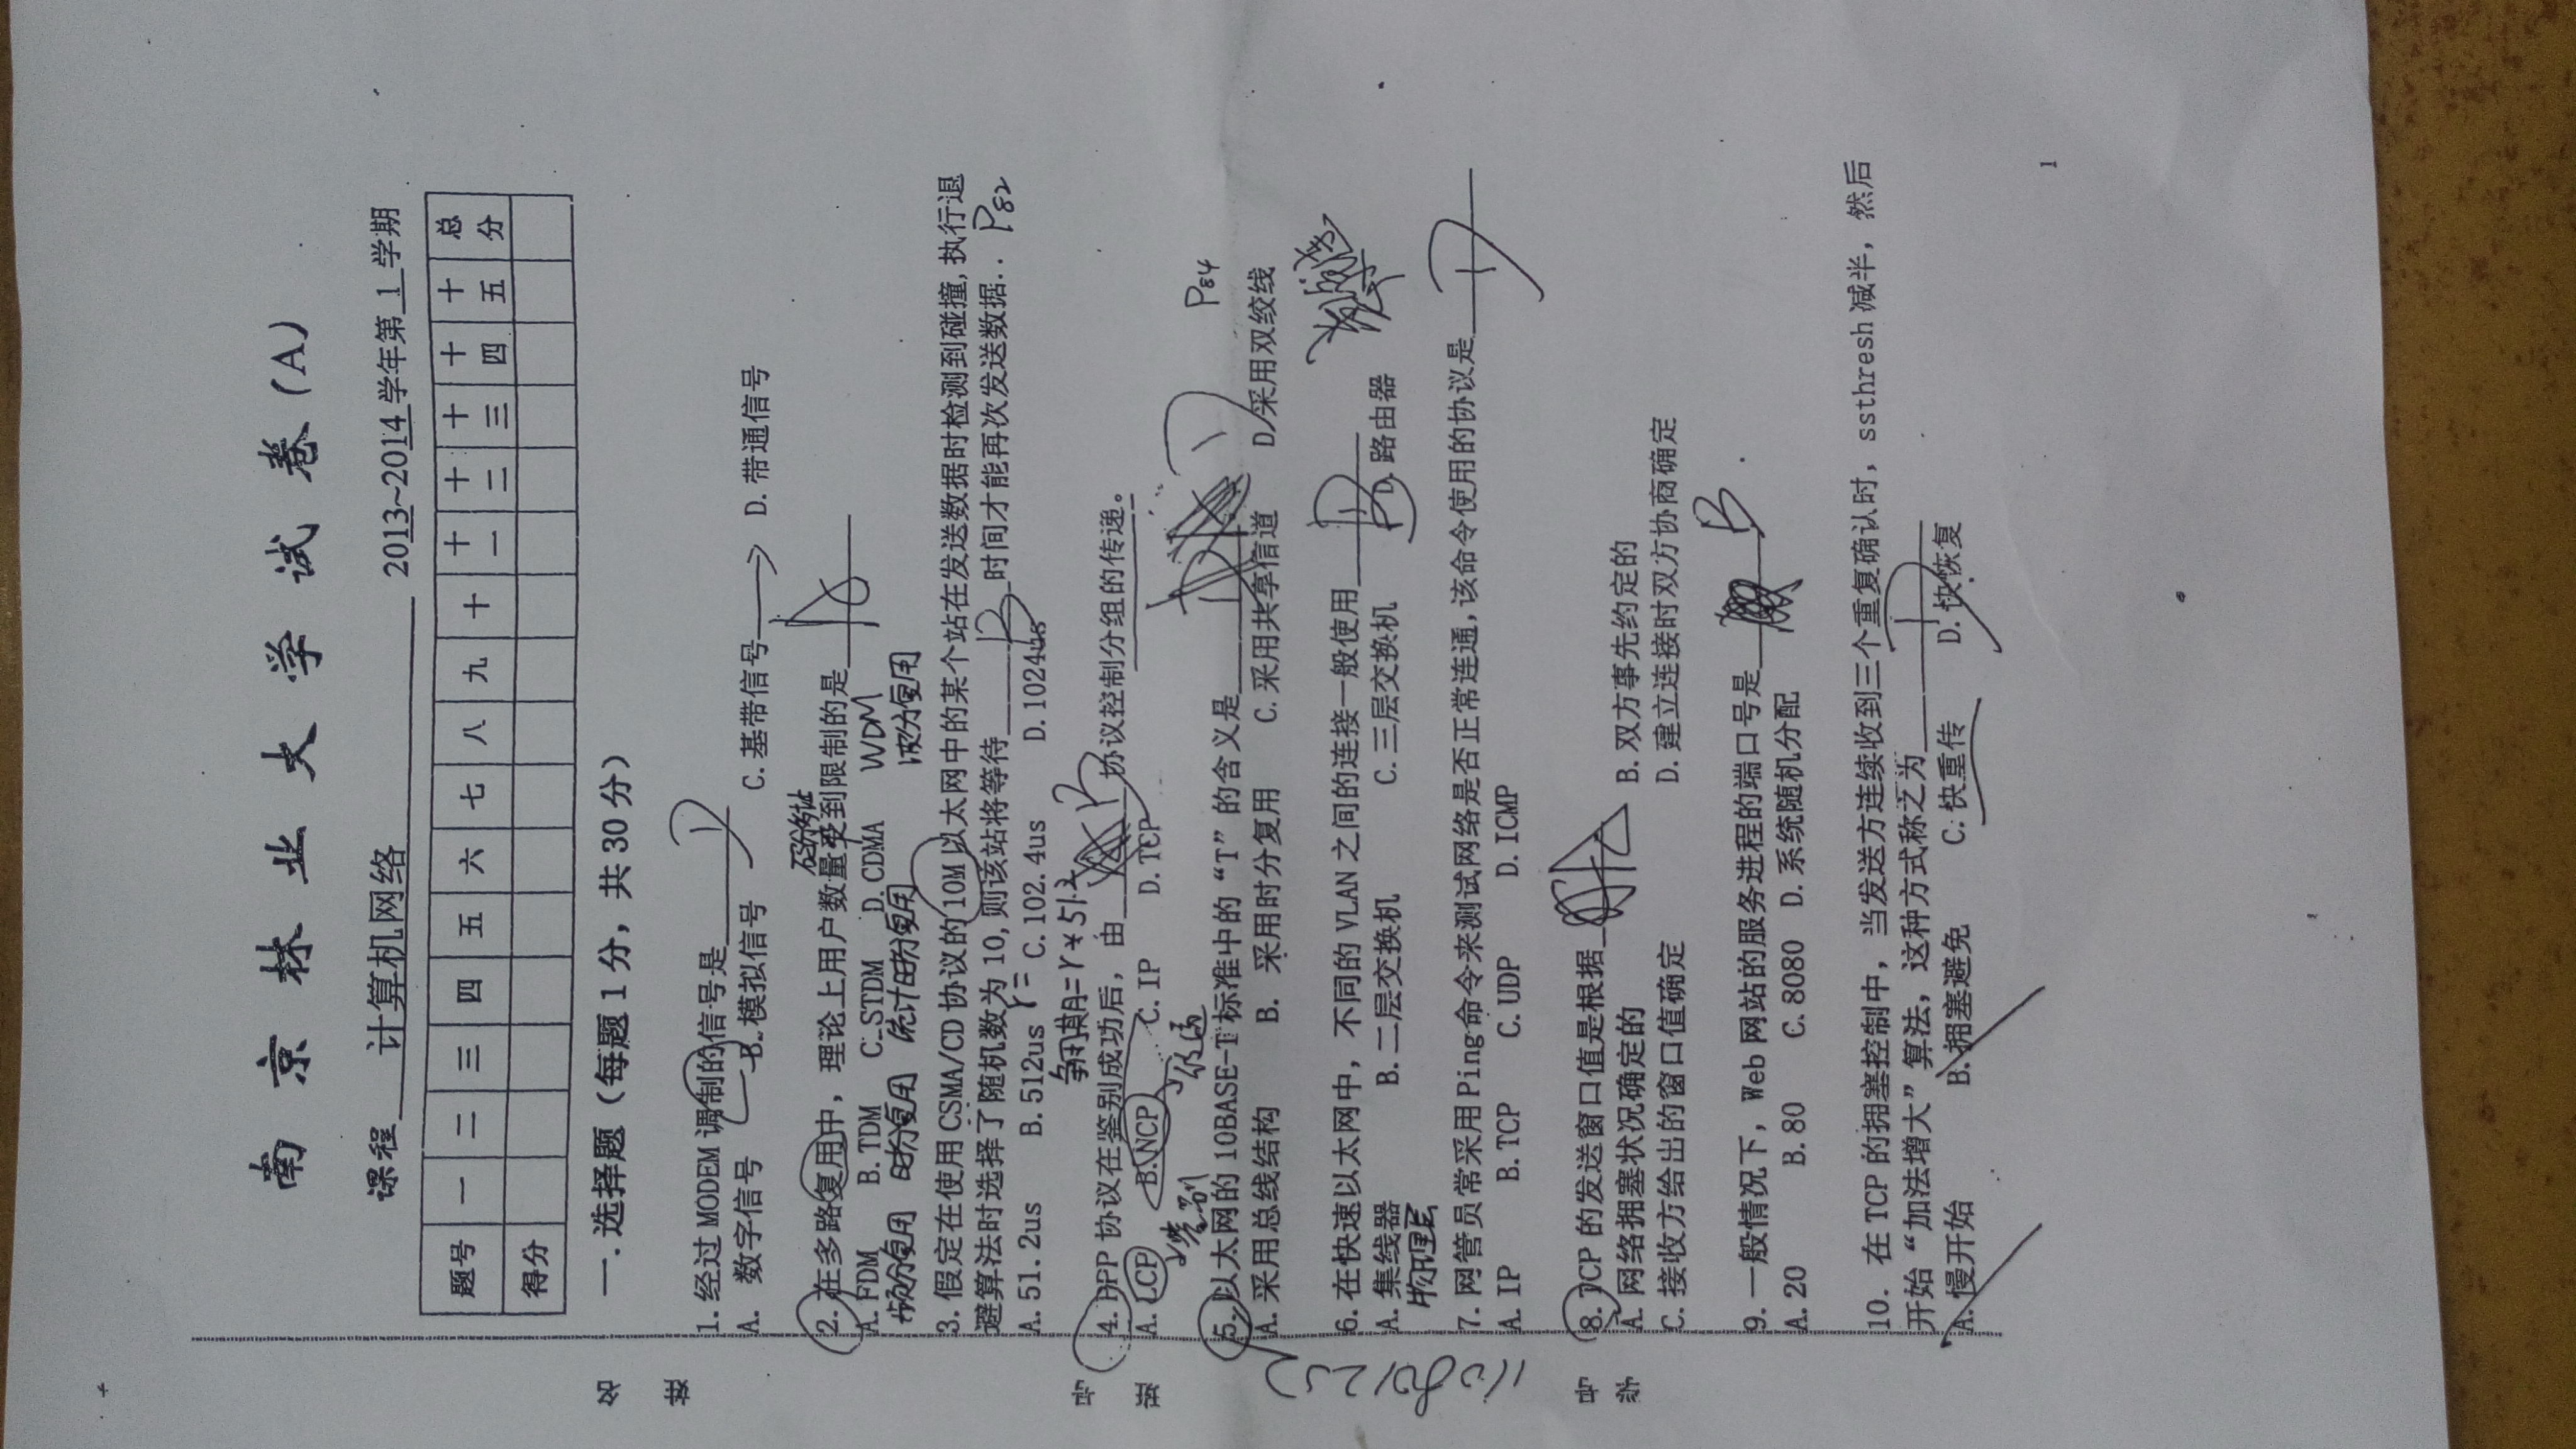 南京林业大学试卷(A)
课程 计算机网络 2013~2014学年第 1 学期
题号 一 二 三 四 五 六 七 八 九 十 十一 十二 十三 十四 十五 总分
得分
姓名
班号
学号
一.选择题（每题1分，共30分）
1.经过MODEM调制的信号是 D
A. 数字信号 B.模拟信号 C.基带信号 D.带通信号
码分多址
2.在多路复用中，理论上用户数量受到限制的是 A
A.FDM B.TDM C.STDM D.CDMA WDM
频分复用 时分复用 统计时分复用 波分复用
3.假定在使用CSMA/CD协议的10M以太网中的某个站在发送数据时检测到碰撞,执行退
避算法时选择了随机数为10,则该站将等待 B 时间才能再次发送数据.. P82
A.51.2us B.512us r= C.102.4us D.1024us
争用期=r*51.2
4.PPP协议在鉴别成功后，由 B 协议控制分组的传递。
A.LCP B.NCP C.IP D.TCP
鉴别
5.以太网的10BASE-T标准中的“T”的含义是 D P84
A.采用总线结构 B. 采用时分复用 C.采用共享信道 D.采用双绞线
6.在快速以太网中，不同的VLAN之间的连接一般使用 B
A.集线器 B.二层交换机 C.三层交换机 D.路由器
物理层
7.网管员常采用Ping命令来测试网络是否正常连通,该命令使用的协议是 D
A.IP B.TCP C.UDP D.ICMP
8.TCP的发送窗口值是根据 A
A.网络拥塞状况确定的 B.双方事先约定的
C.接收方给出的窗口值确定 D.建立连接时双方协商确定
9.一般情况下，Web网站的服务进程的端口号是 B
A.20 B.80 C.8080 D.系统随机分配
10. 在TCP的拥塞控制中，当发送方连续收到三个重复确认时，ssthresh减半，然后
开始“加法增大”算法，这种方式称之为 D
A.慢开始 B.拥塞避免 C.快重传 D.快恢复
1